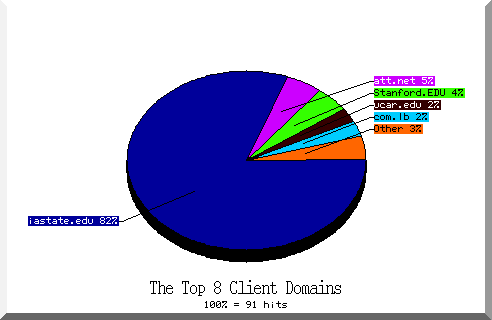 att.net 5%
Stanford.EDU 4%
ucar.edu 2%
com.lb 2%
Other 3%
iastate.edu 82%
The Top 8 Client Domains
100% = 91 hits